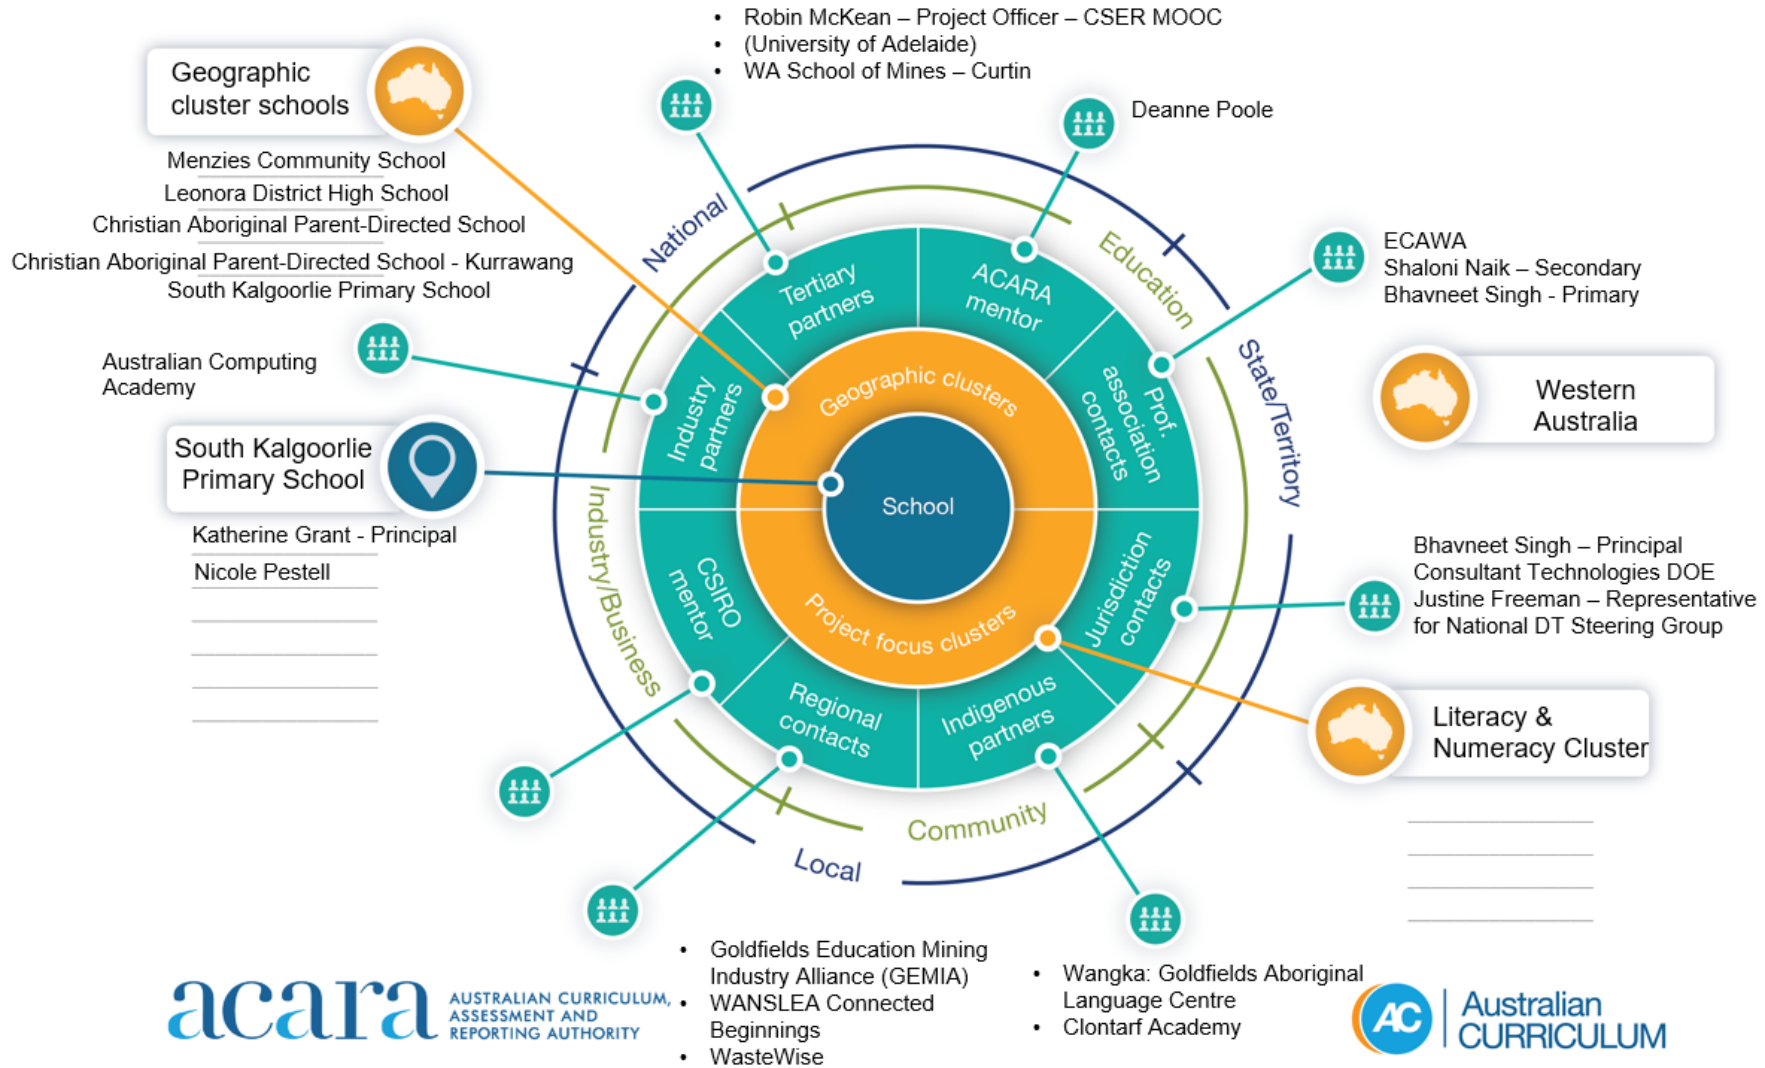 • Robin McKean – Project Officer – CSER MOOC
• (University of Adelaide)
• WA School of Mines – Curtin
Geographic
cluster schools
Menzies Community School
Leonora District High School
Christian Aboriginal Parent-Directed School
Christian Aboriginal Parent-Directed School - Kurrawang
South Kalgoorlie Primary School
Deanne Poole
ECAWA
Shaloni Naik – Secondary
Bhavneet Singh - Primary
Australian Computing
Academy
Western
Australia
South Kalgoorlie
Primary School
Katherine Grant - Principal
Nicole Pestell
National
Education
State/Territory
Industry/Business
Community
Local
Tertiary
partners
ACARA
mentor
Prof.
association
contacts
Industry
partners
Geographic clusters
School
Project focus clusters
CSIRO
mentor
Jurisdiction
contacts
Regional
contacts
Indigenous
partners
Bhavneet Singh – Principal
Consultant Technologies DOE
Justine Freeman – Representative
for National DT Steering Group
Literacy &
Numeracy Cluster
• Goldfields Education Mining
Industry Alliance (GEMIA)
• WANSLEA Connected
Beginnings
• WasteWise
• Wangka: Goldfields Aboriginal
Language Centre
• Clontarf Academy
acara
AUSTRALIAN CURRICULUM,
ASSESSMENT AND
REPORTING AUTHORITY
AC
Australian
CURRICULUM